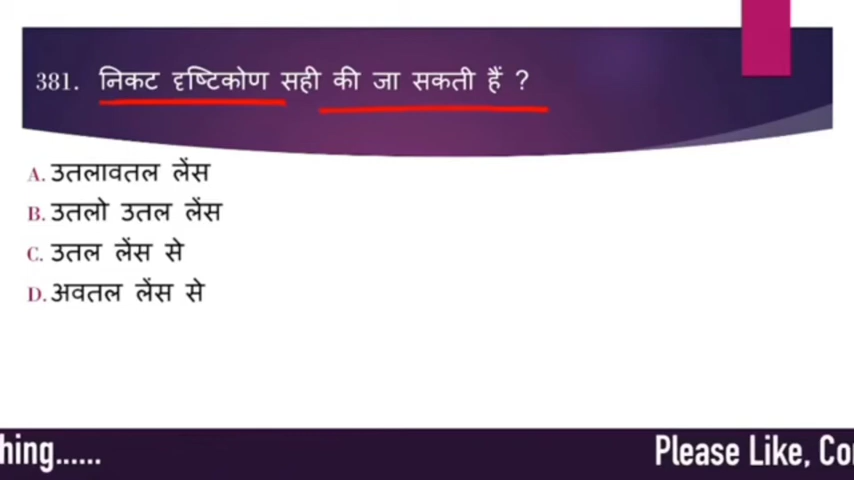 381. निकट दृष्टिकोण सही की जा सकती हैं ?
A. उतलावतल लेंस
B. उतलो उतल लेंस
C. उतल लेंस से
D. अवतल लेंस से
hing...... Please Like, Co